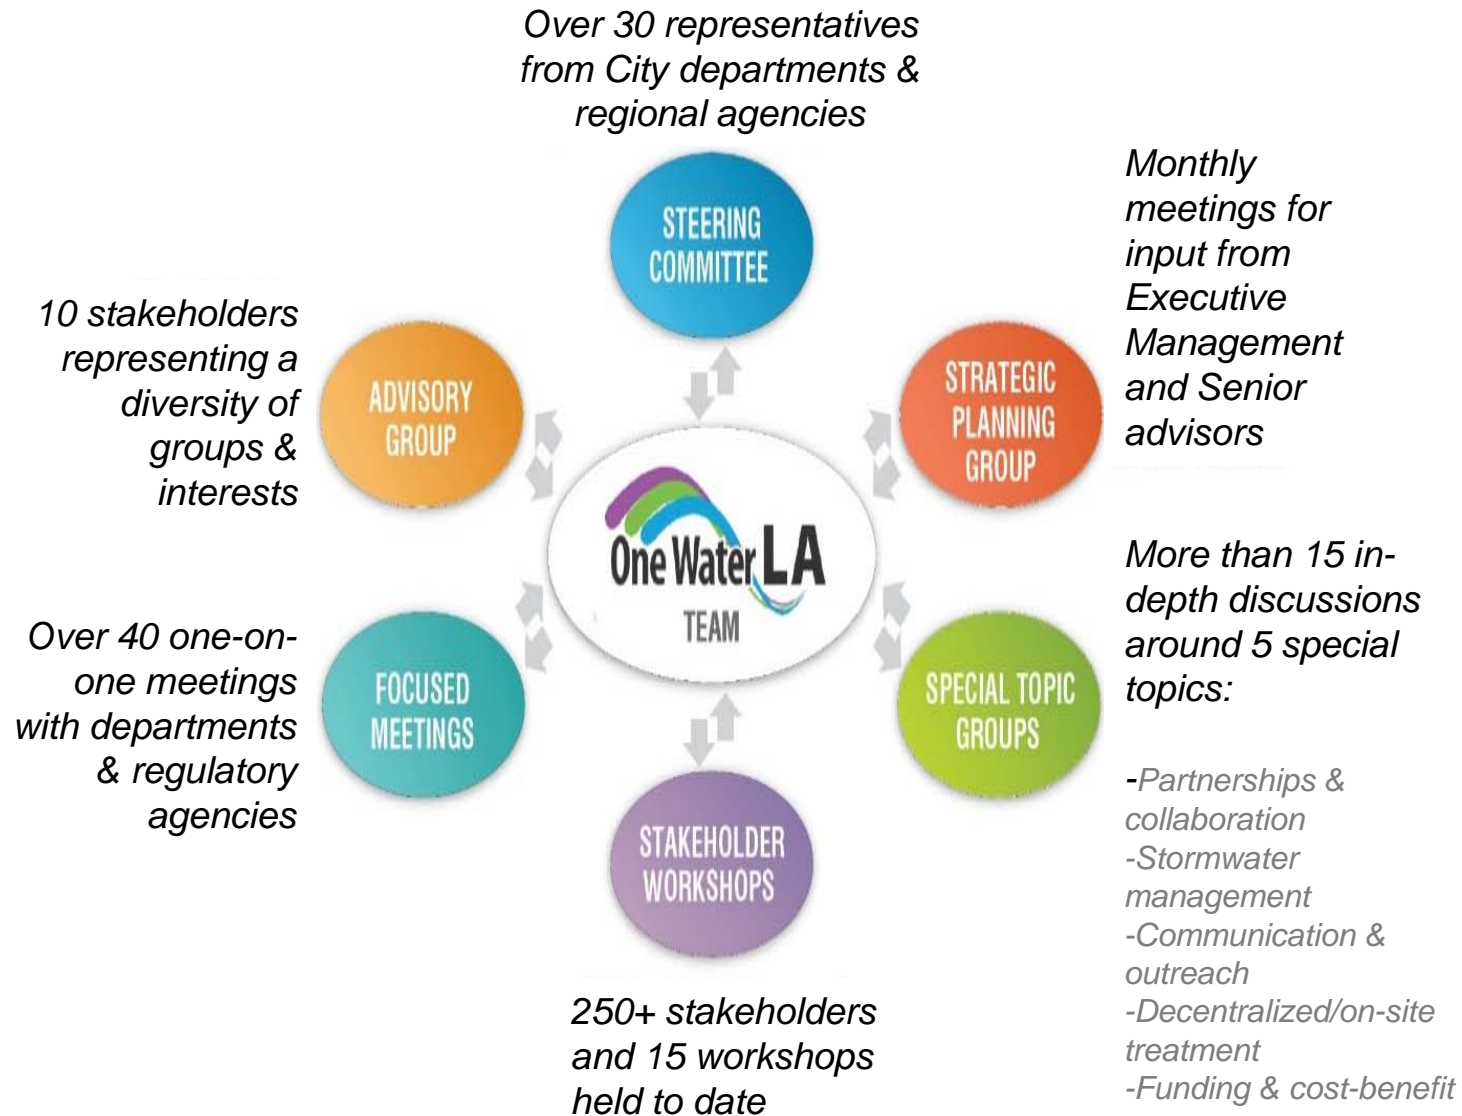 Over 30 representatives
from City departments &
regional agencies
STEERING
COMMITTEE
Monthly
meetings for
input from
Executive
Management
and Senior
advisors
10 stakeholders
representing a
diversity of
groups &
interests
ADVISORY
GROUP
STRATEGIC
PLANNING
GROUP
One Water LA
TEAM
Over 40 one-on-
one meetings
with departments
& regulatory
agencies
FOCUSED
MEETINGS
SPECIAL TOPIC
GROUPS
More than 15 in-
depth discussions
around 5 special
topics:
-Partnerships &
collaboration
-Stormwater
management
-Communication &
outreach
-Decentralized/on-site
treatment
-Funding & cost-benefit
STAKEHOLDER
WORKSHOPS
250+ stakeholders
and 15 workshops
held to date